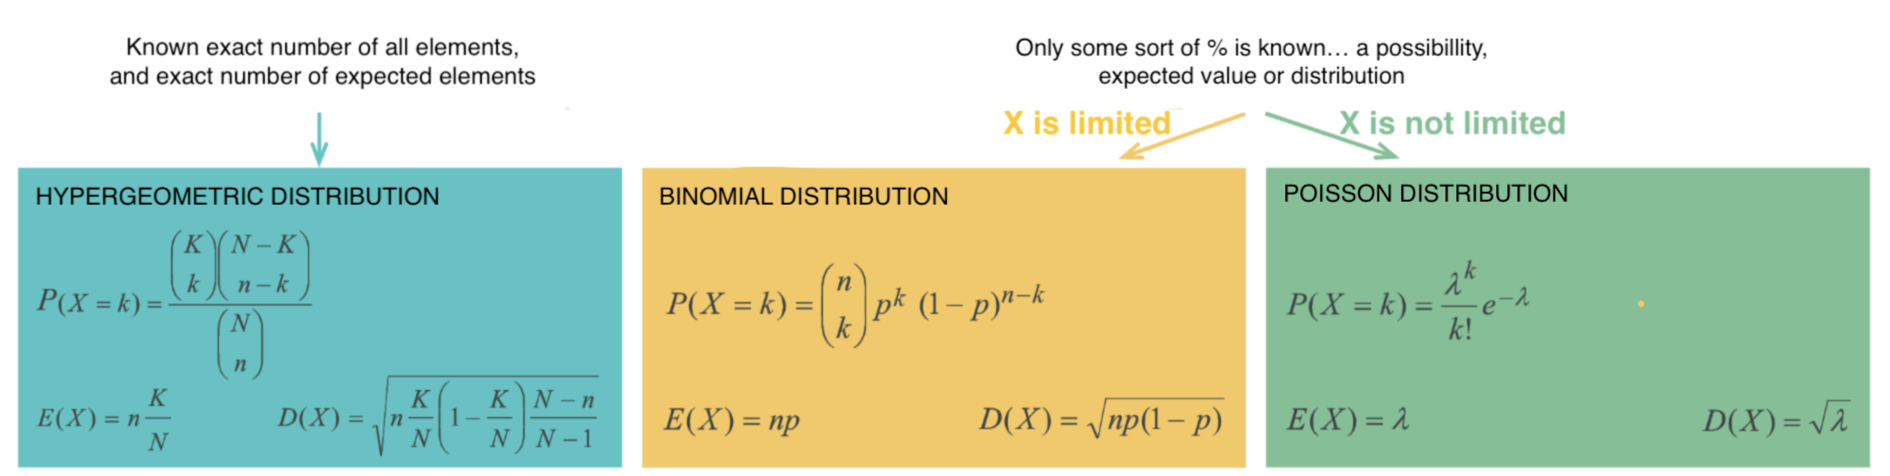 Known exact number of all elements,
and exact number of expected elements
Only some sort of % is known... a possibillity,
expected value or distribution
X is limited
X is not limited
HYPERGEOMETRIC DISTRIBUTION
P(X = k) = \frac{\binom{K}{k}\binom{N-K}{n-k}}{\binom{N}{n}}
E(X) = n \frac{K}{N}
D(X) = \sqrt{n \frac{K}{N} \left(1 - \frac{K}{N}\right) \frac{N-n}{N-1}}
BINOMIAL DISTRIBUTION
P(X = k) = \binom{n}{k} p^k (1 - p)^{n-k}
E(X) = np
D(X) = \sqrt{np(1 - p)}
POISSON DISTRIBUTION
P(X = k) = \frac{\lambda^k}{k!} e^{-\lambda}
E(X) = \lambda
D(X) = \sqrt{\lambda}